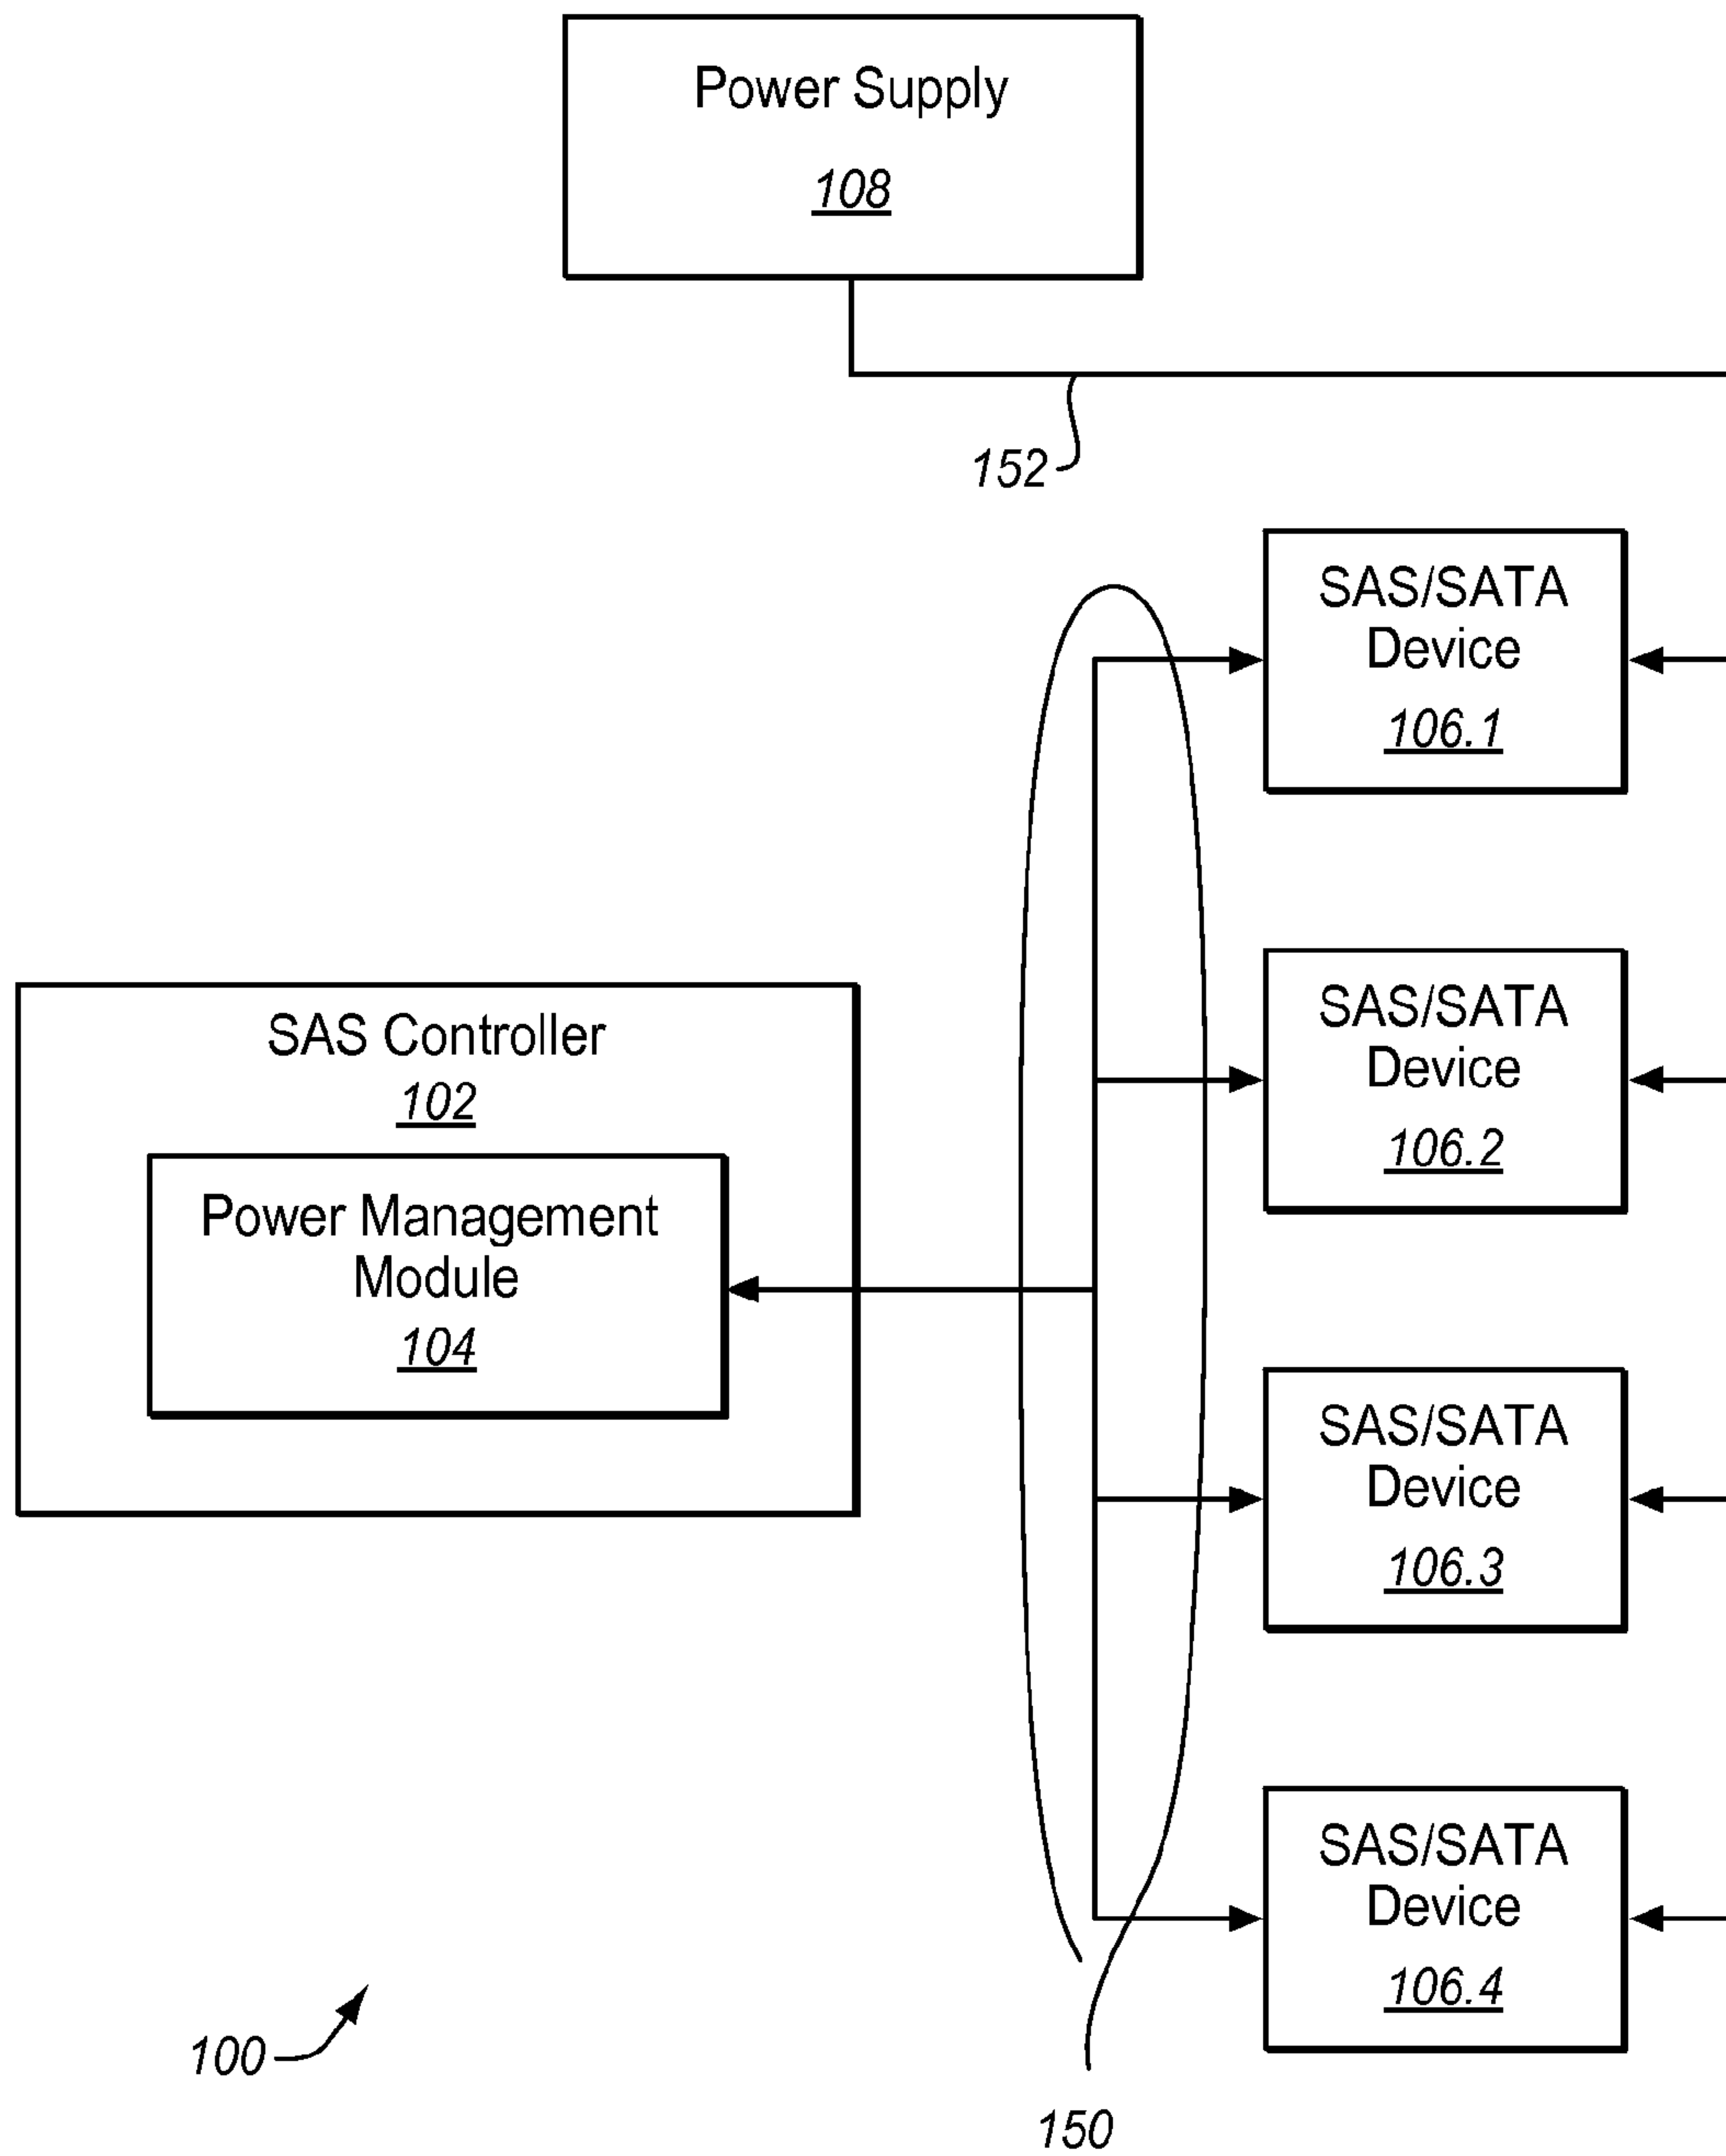 Power Supply
108
152
SAS/SATA
Device
106.1
SAS/SATA
Device
106.2
SAS Controller
102
Power Management
Module
104
SAS/SATA
Device
106.3
SAS/SATA
Device
106.4
100
150